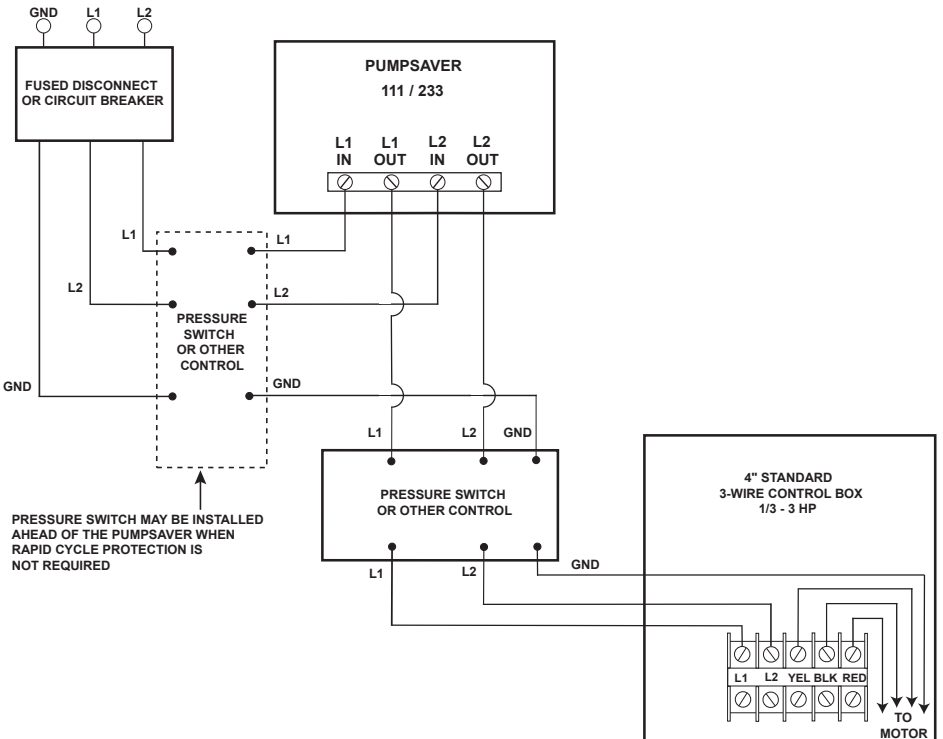 GND L1 L2
FUSED DISCONNECT
OR CIRCUIT BREAKER
PUMPSAVER
111 / 233
L1 L1 L2 L2
IN OUT IN OUT
L1
L1
L2
L2
PRESSURE
SWITCH
OR OTHER
CONTROL
GND
GND
PRESSURE SWITCH MAY BE INSTALLED
AHEAD OF THE PUMPSAVER WHEN
RAPID CYCLE PROTECTION IS
NOT REQUIRED
L1 L2 GND
PRESSURE SWITCH
OR OTHER CONTROL
L1 L2 GND
4" STANDARD
3-WIRE CONTROL BOX
1/3 - 3 HP
L1 L2 YEL BLK RED
TO
MOTOR